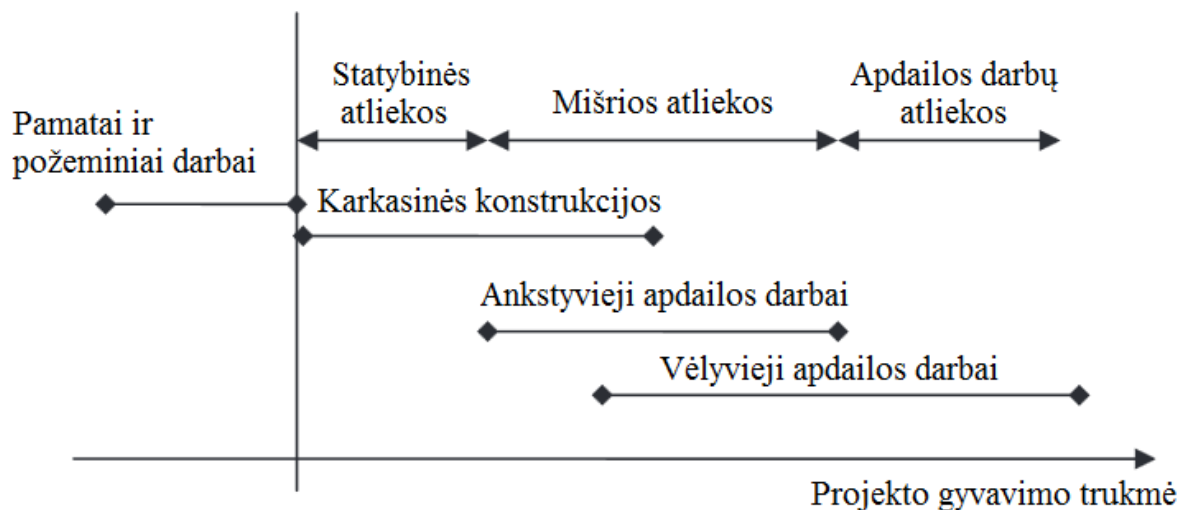 Statybinės
atliekos
Mišrios atliekos
Apdailos darbų
atliekos
Pamatai ir
požeminiai darbai
Karkasinės konstrukcijos
Ankstyvieji apdailos darbai
Vėlyvieji apdailos darbai
Projekto gyvavimo trukmė